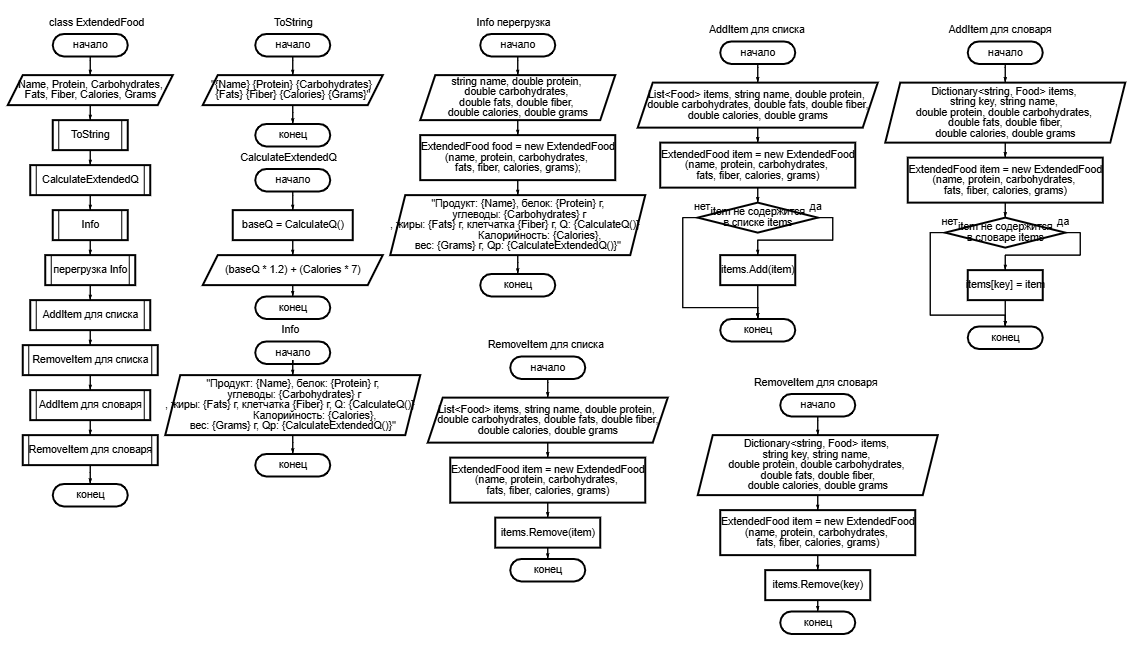 class ExtendedFood
начало
Name, Protein, Carbohydrates,
Fats, Fiber, Calories, Grams
ToString
CalculateExtendedQ
Info
перегрузка Info
AddItem для списка
RemoveItem для списка
AddItem для словаря
RemoveItem для словаря
конец
ToString
начало
"{Name} {Protein} {Carbohydrates}
{Fats} {Fiber} {Calories} {Grams}"
конец
CalculateExtendedQ
начало
baseQ = CalculateQ()
(baseQ * 1.2) + (Calories * 7)
конец
Info
начало
"Продукт: {Name}, белок: {Protein} г,
углеводы: {Carbohydrates} г
, жиры: {Fats} г, клетчатка {Fiber} г, Q: {CalculateQ()}
Калорийность: {Calories},
вес: {Grams} г, Qp: {CalculateExtendedQ()}"
конец
Info перегрузка
начало
string name, double protein,
double carbohydrates,
double fats, double fiber,
double calories, double grams
ExtendedFood food = new ExtendedFood
(name, protein, carbohydrates,
fats, fiber, calories, grams);
"Продукт: {Name}, белок: {Protein} г,
углеводы: {Carbohydrates} г
, жиры: {Fats} г, клетчатка {Fiber} г, Q: {CalculateQ()}
Калорийность: {Calories},
вес: {Grams} г, Qp: {CalculateExtendedQ()}"
конец
RemoveItem для списка
начало
List<Food> items, string name, double protein,
double carbohydrates, double fats, double fiber,
double calories, double grams
ExtendedFood item = new ExtendedFood
(name, protein, carbohydrates,
fats, fiber, calories, grams)
items.Remove(item)
конец
AddItem для списка
начало
List<Food> items, string name, double protein,
double carbohydrates, double fats, double fiber,
double calories, double grams
ExtendedFood item = new ExtendedFood
(name, protein, carbohydrates,
fats, fiber, calories, grams)
нет
да
item не содержится
в списке items
items.Add(item)
конец
RemoveItem для словаря
начало
Dictionary<string, Food> items,
string key, string name,
double protein, double carbohydrates,
double fats, double fiber,
double calories, double grams
ExtendedFood item = new ExtendedFood
(name, protein, carbohydrates,
fats, fiber, calories, grams)
items.Remove(key)
конец
AddItem для словаря
начало
Dictionary<string, Food> items,
string key, string name,
double protein, double carbohydrates,
double fats, double fiber,
double calories, double grams
ExtendedFood item = new ExtendedFood
(name, protein, carbohydrates,
fats, fiber, calories, grams)
нет
да
item не содержится
в словаре items
items[key] = item
конец